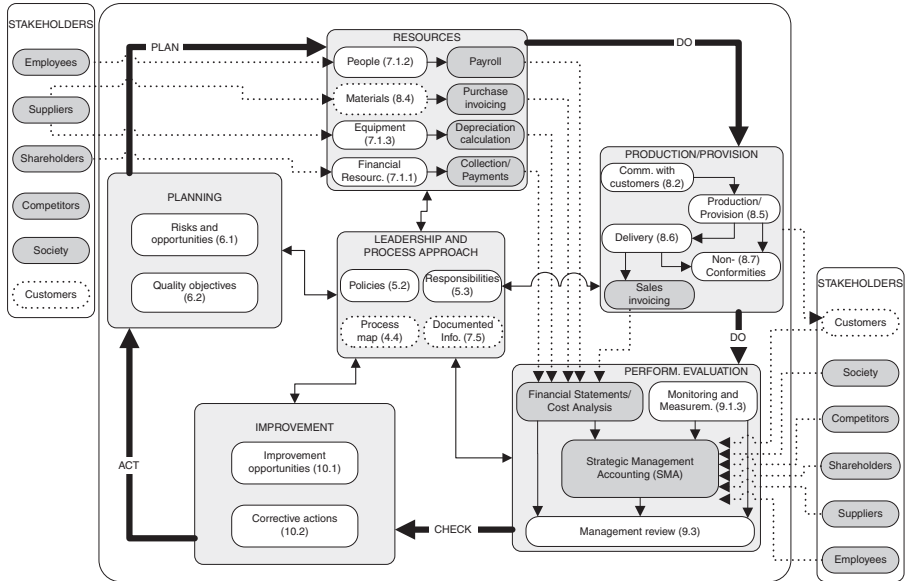 STAKEHOLDERS
Employees
Suppliers
Shareholders
Competitors
Society
Customers
PLAN
RESOURCES
People (7.1.2)
Payroll
Materials (8.4)
Purchase
invoicing
Equipment
(7.1.3)
Depreciation
calculation
Financial
Resourc. (7.1.1)
Collection/
Payments
DO
PRODUCTION/PROVISION
Comm. with
customers (8.2)
Production/
Provision (8.5)
Delivery (8.6)
Non- (8.7)
Conformities
Sales
invoicing
PLANNING
Risks and
opportunities (6.1)
Quality objectives
(6.2)
LEADERSHIP AND
PROCESS APPROACH
Policies (5.2)
Responsibilities
(5.3)
Process
map (4.4)
Documented
Info. (7.5)
DO
PERFORM. EVALUATION
Financial Statements/
Cost Analysis
Monitoring and
Measurem. (9.1.3)
Strategic Management
Accounting (SMA)
Management review (9.3)
CHECK
IMPROVEMENT
Improvement
opportunities (10.1)
Corrective actions
(10.2)
ACT
STAKEHOLDERS
Customers
Society
Competitors
Shareholders
Suppliers
Employees